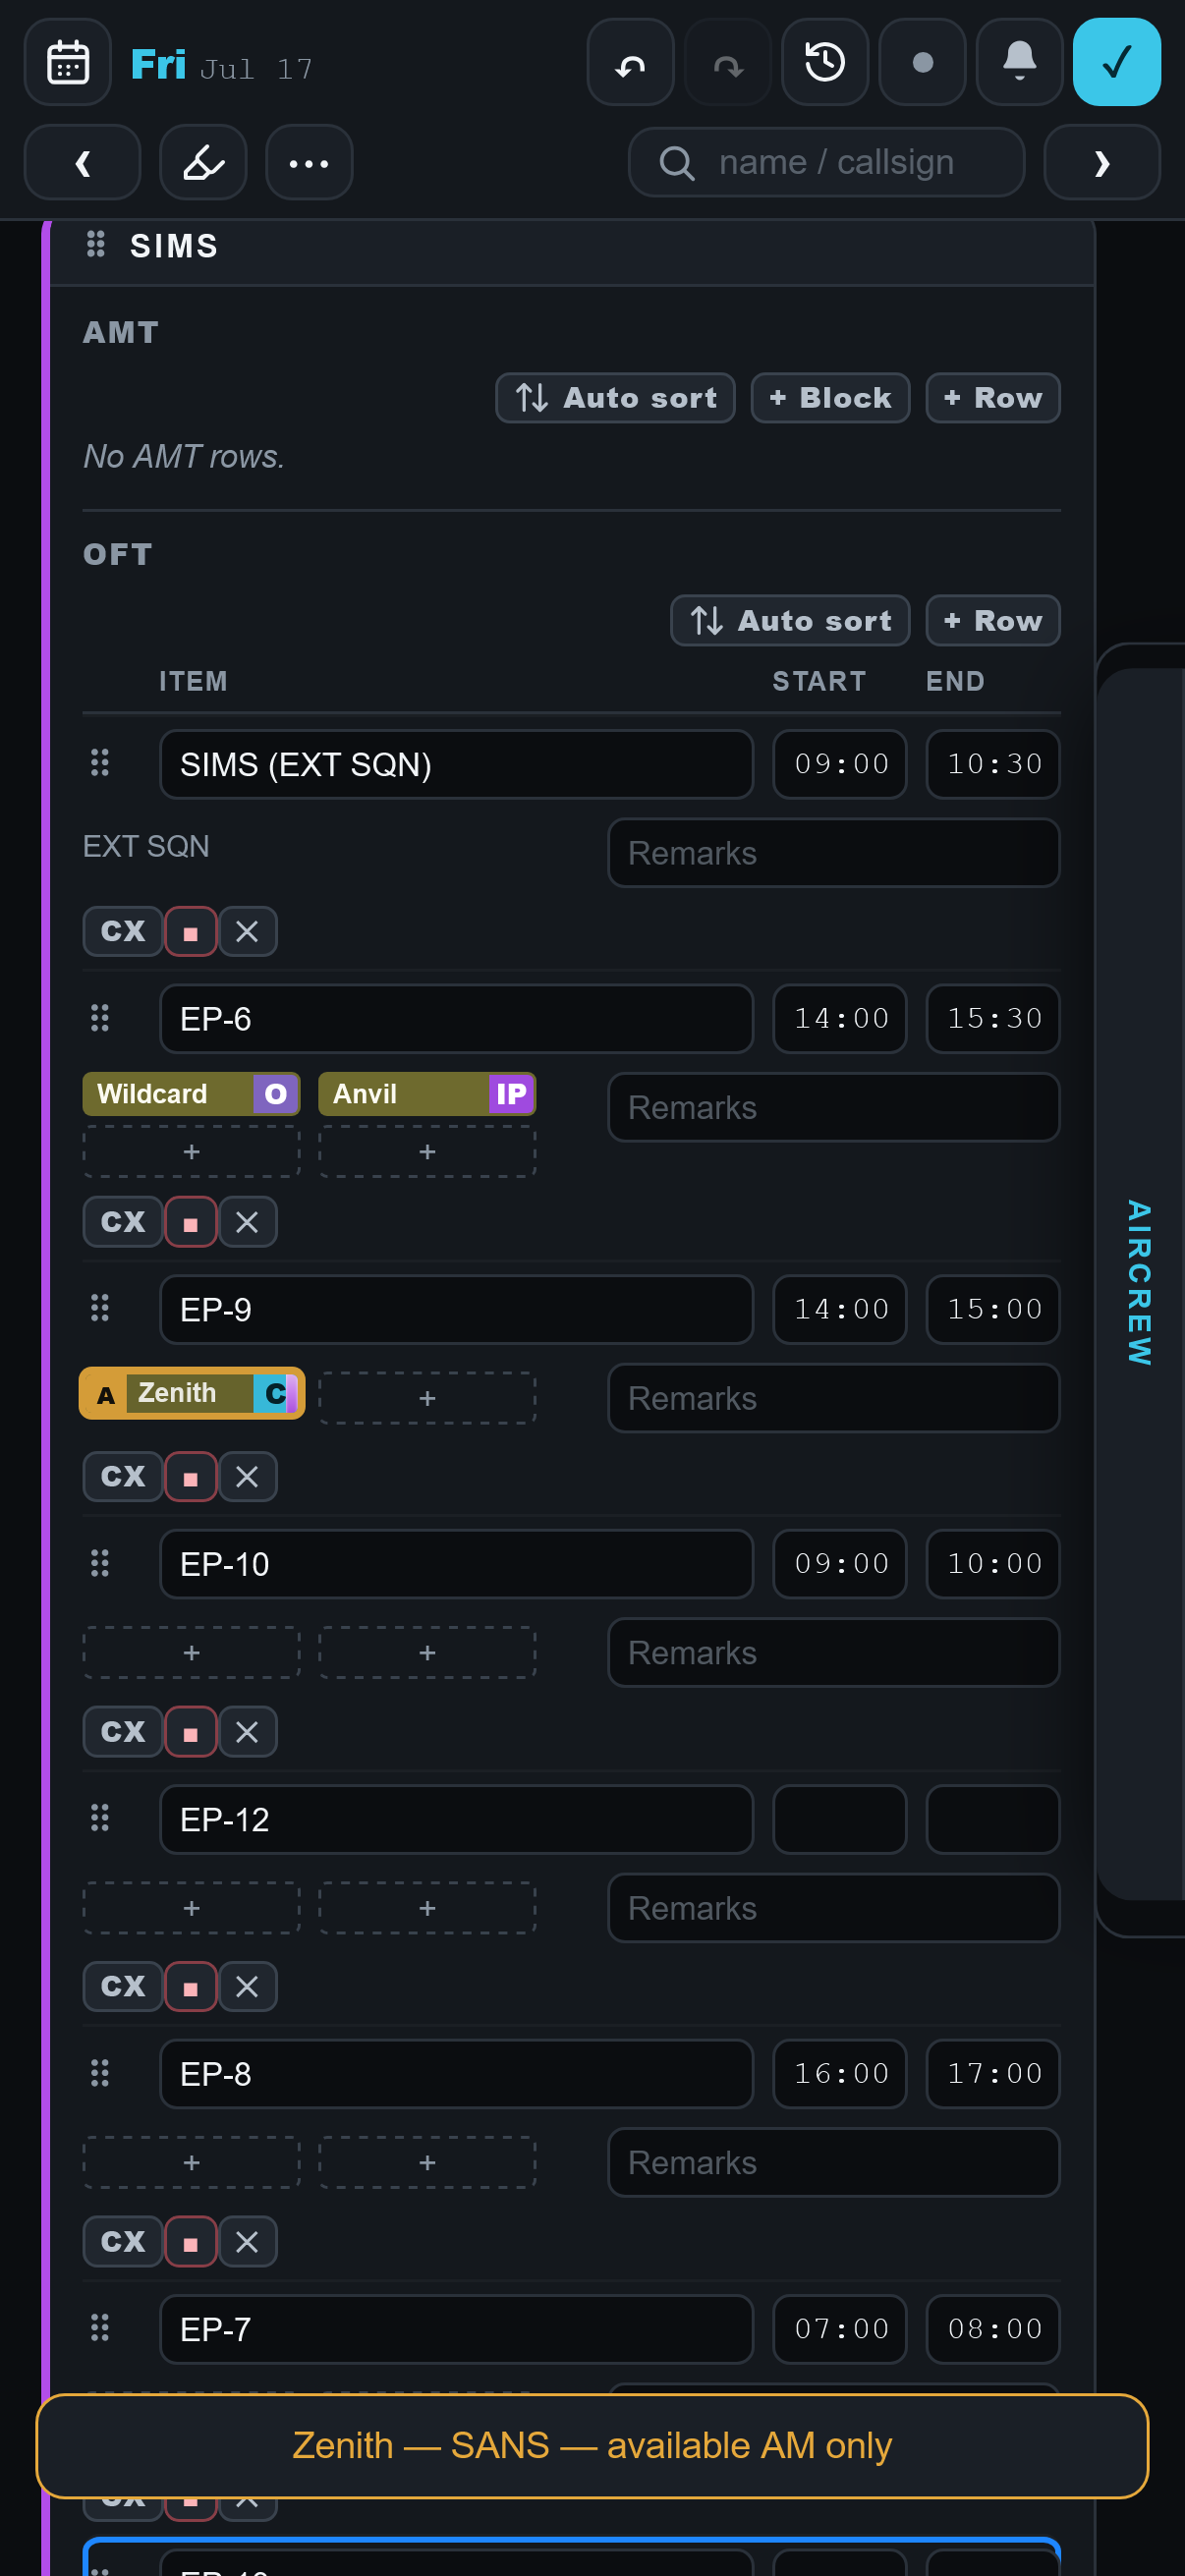 Fri Jul 17
name / callsign
SIMS
AMT
Auto sort + Block + Row
No AMT rows.
OFT
Auto sort + Row
ITEM START END
SIMS (EXT SQN) 09:00 10:30
EXT SQN Remarks
CX
EP-6 14:00 15:30
Wildcard O Anvil IP Remarks
+ +
CX
EP-9 14:00 15:00
A Zenith C + Remarks
CX
EP-10 09:00 10:00
+ + Remarks
CX
EP-12
+ + Remarks
CX
EP-8 16:00 17:00
+ + Remarks
CX
EP-7 07:00 08:00
Zenith — SANS — available AM only
CX
AIRCREW